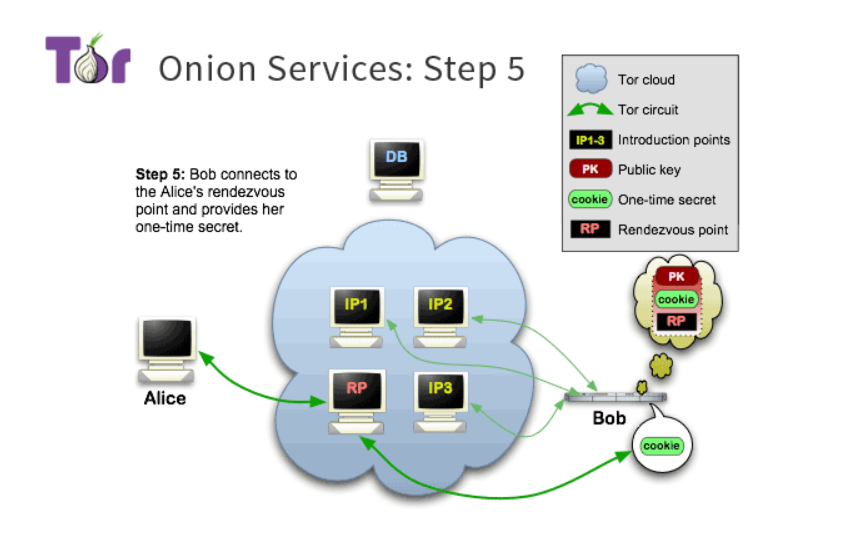 Tor
Onion Services: Step 5
Tor cloud
Tor circuit
IP1-3 Introduction points
PK Public key
cookie One-time secret
RP Rendezvous point
DB
Step 5: Bob connects to
the Alice's rendezvous
point and provides her
one-time secret.
PK
cookie
RP
IP1
IP2
RP
IP3
Alice
Bob
cookie